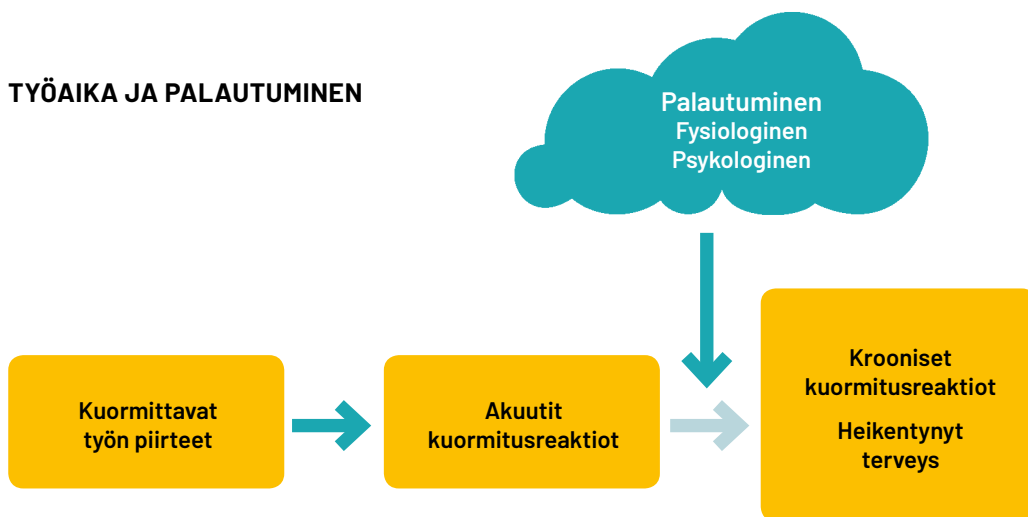 TYÖAIKA JA PALAUTUMINEN
Palautuminen
Fysiologinen
Psykologinen
Kuormittavat
työn piirteet
Akuutit
kuormitusreaktiot
Krooniset
kuormitusreaktiot
Heikentynyt
terveys